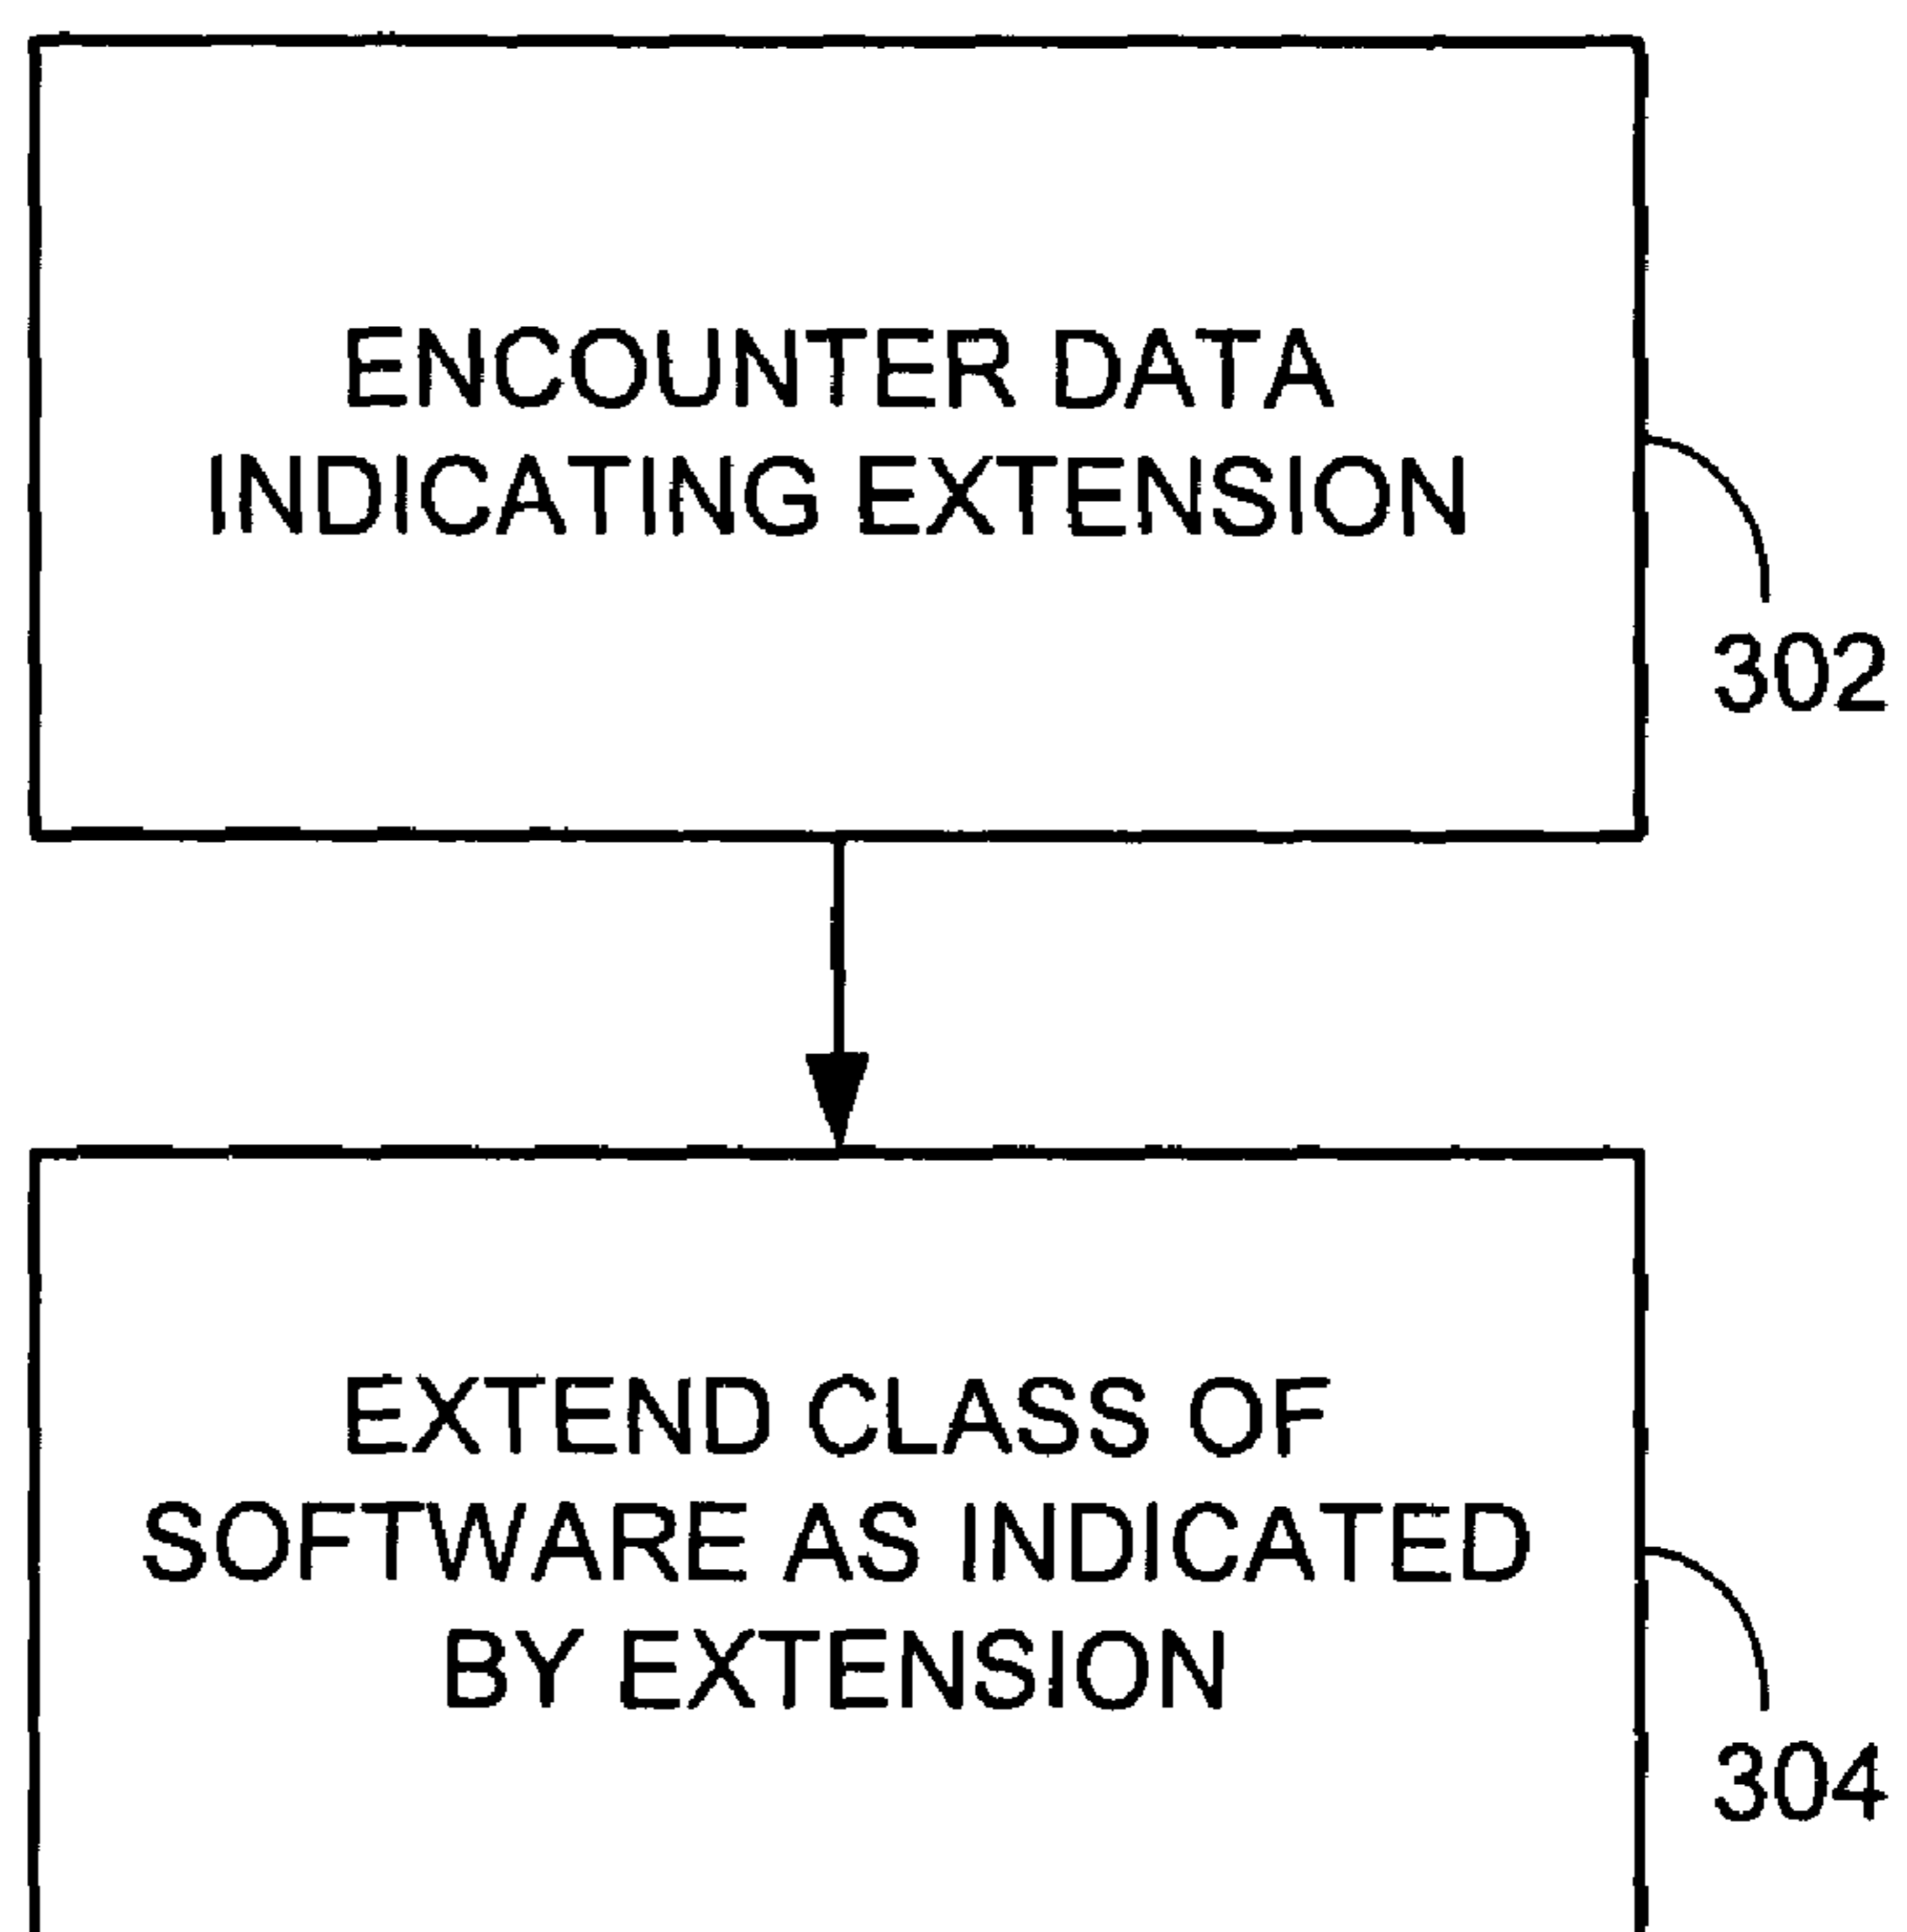 ENCOUNTER DATA
INDICATING EXTENSION
302
EXTEND CLASS OF
SOFTWARE AS INDICATED
BY EXTENSION
304